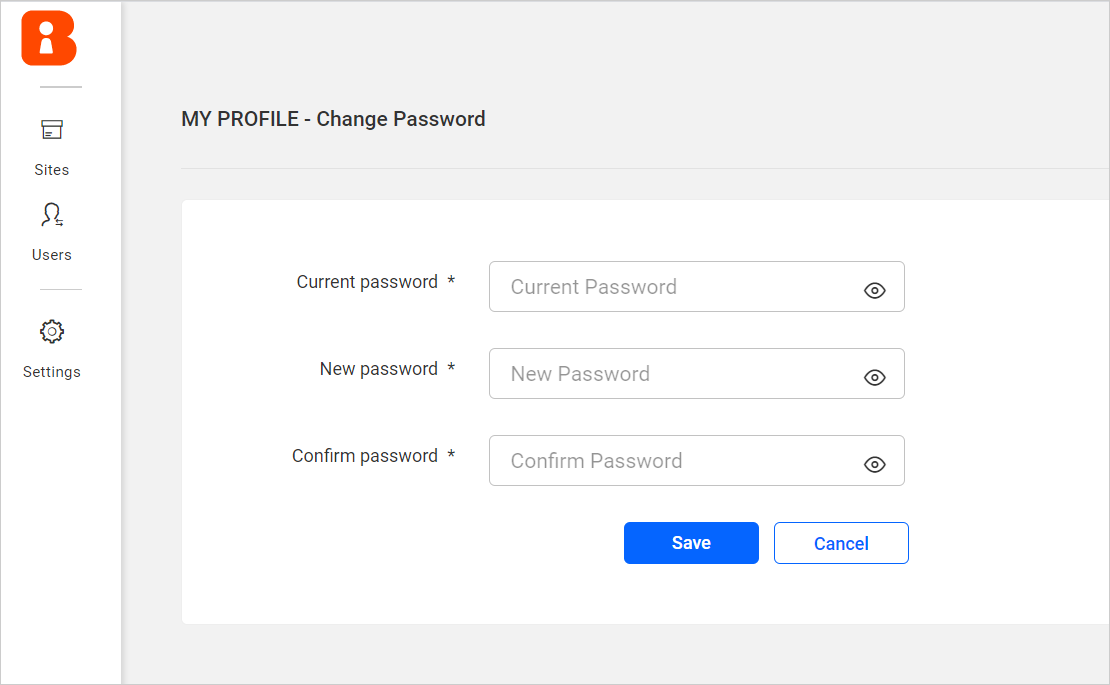 Sites
Users
Settings
MY PROFILE - Change Password
Current password *
Current Password
New password *
New Password
Confirm password *
Confirm Password
Save
Cancel